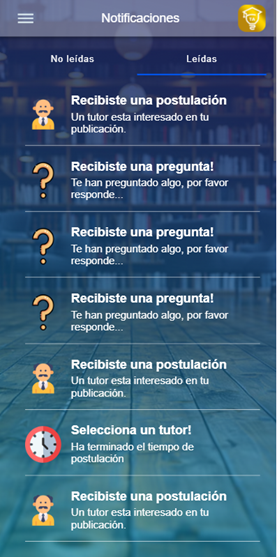 Notificaciones
No leídas
Leídas
Recibiste una postulación
Un tutor esta interesado en tu
publicación.
Recibiste una pregunta!
Te han preguntado algo, por favor
responde...
Recibiste una pregunta!
Te han preguntado algo, por favor
responde...
Recibiste una pregunta!
Te han preguntado algo, por favor
responde...
Recibiste una postulación
Un tutor esta interesado en tu
publicación.
Selecciona un tutor!
Ha terminado el tiempo de
postulación
Recibiste una postulación
Un tutor esta interesado en tu
publicación.